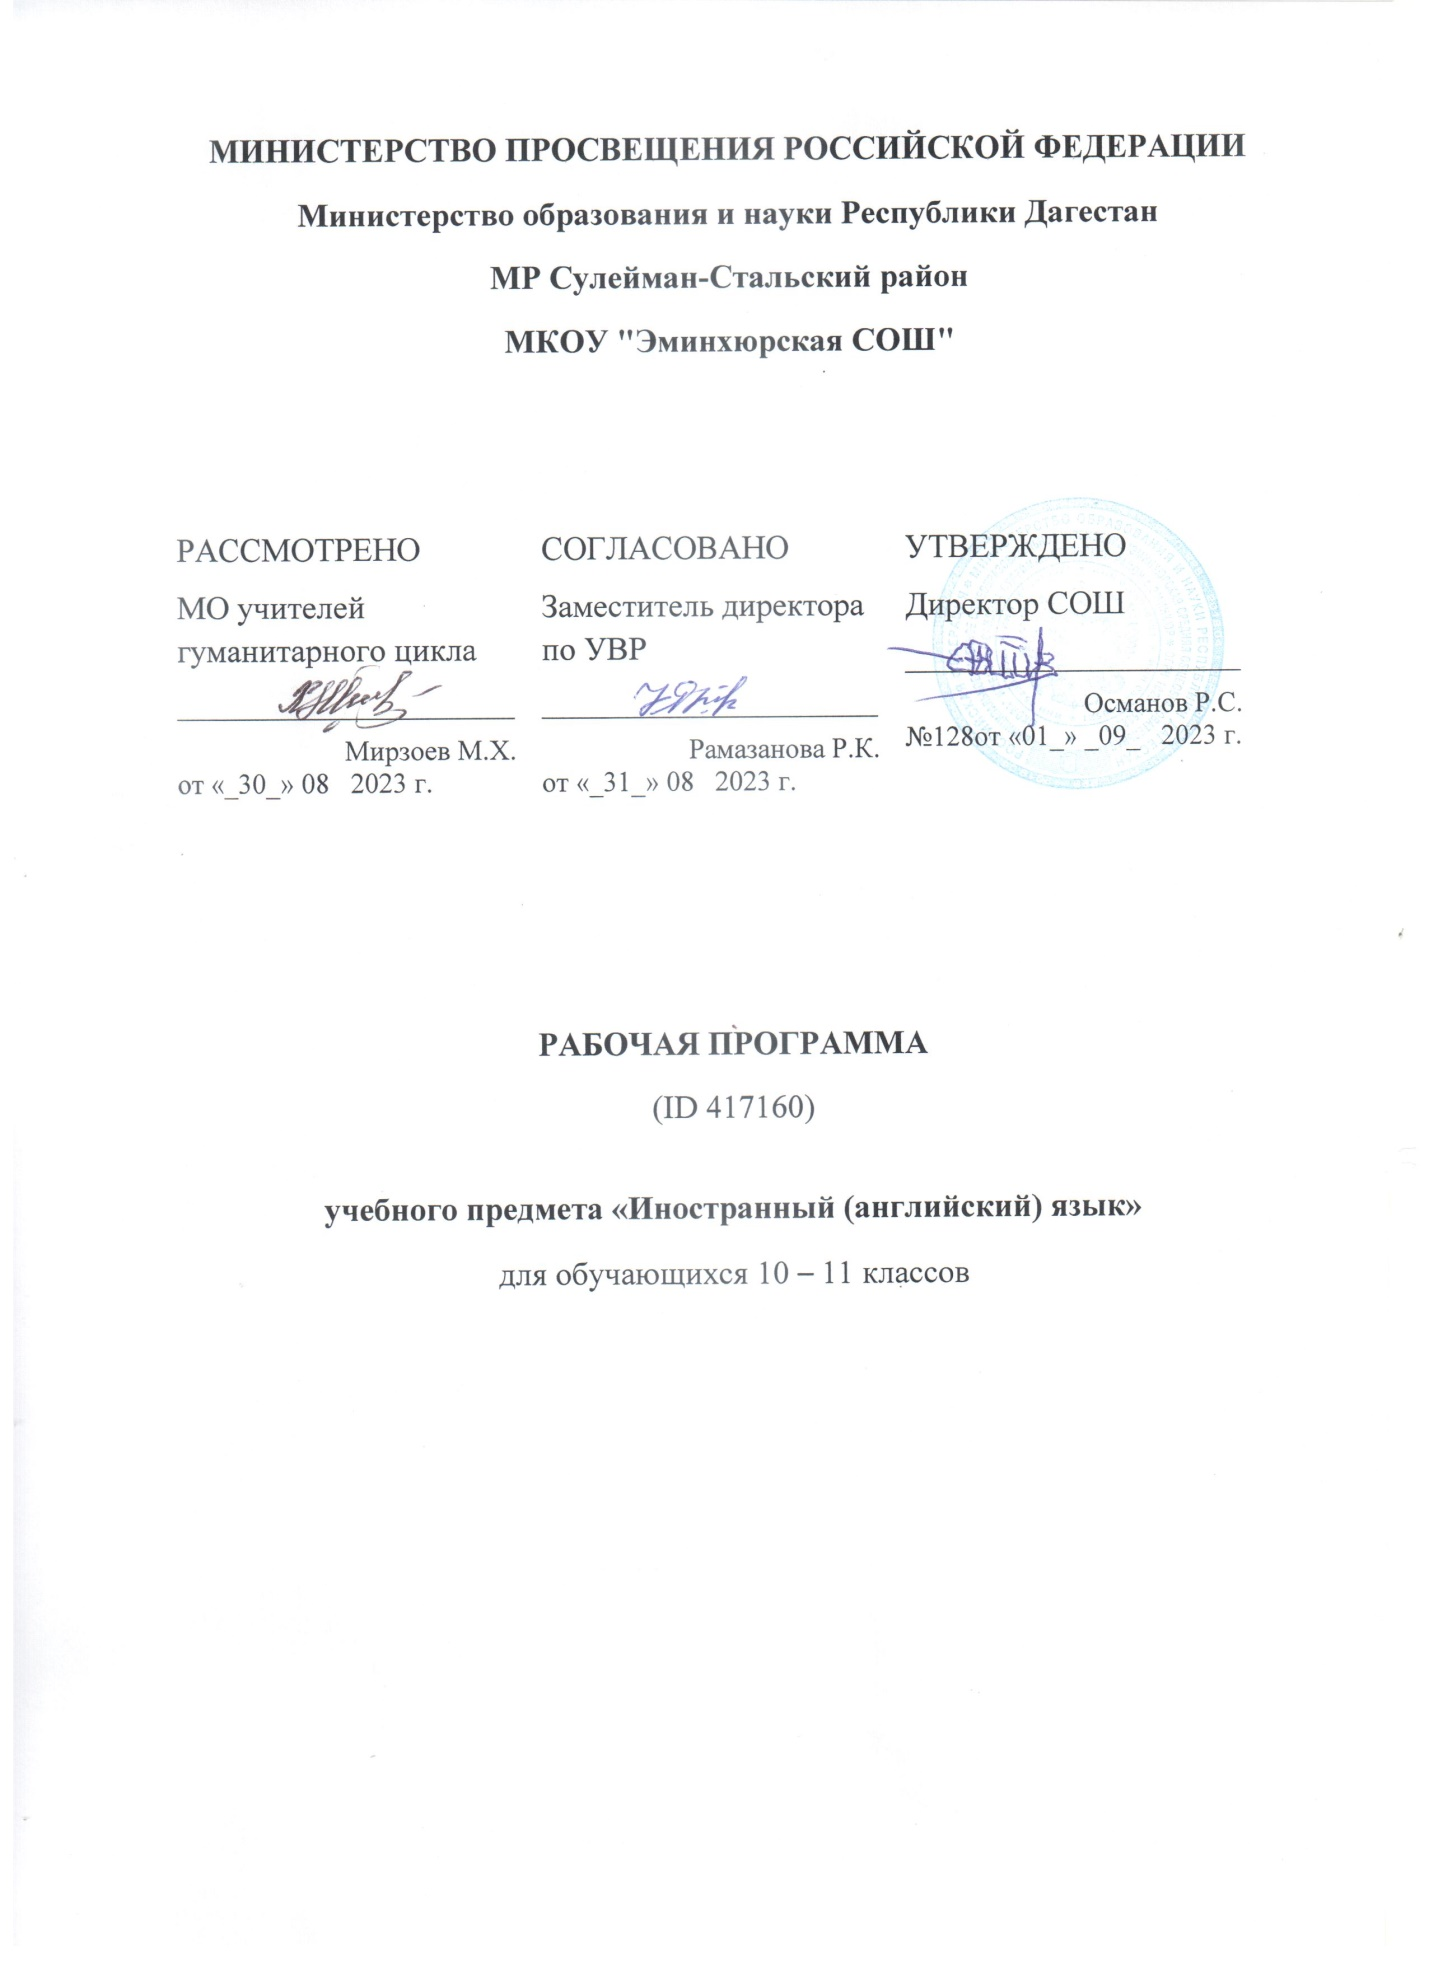 МИНИСТЕРСТВО ПРОСВЕЩЕНИЯ РОССИЙСКОЙ ФЕДЕРАЦИИ
Министерство образования и науки Республики Дагестан
МР Сулейман-Стальский район
МКОУ "Эминхюрская СОШ"
РАССМОТРЕНО
МО учителей
гуманитарного цикла
Мирзоев М.Х.
от «_30_» 08 2023 г.
СОГЛАСОВАНО
Заместитель директора
по УВР
Рамазанова Р.К.
от «_31_» 08 2023 г.
УТВЕРЖДЕНО
Директор СОШ
Османов Р.С.
№128от «01_» _09_ 2023 г.
РАБОЧАЯ ПРОГРАММА
(ID 417160)
учебного предмета «Иностранный (английский) язык»
для обучающихся 10 – 11 классов